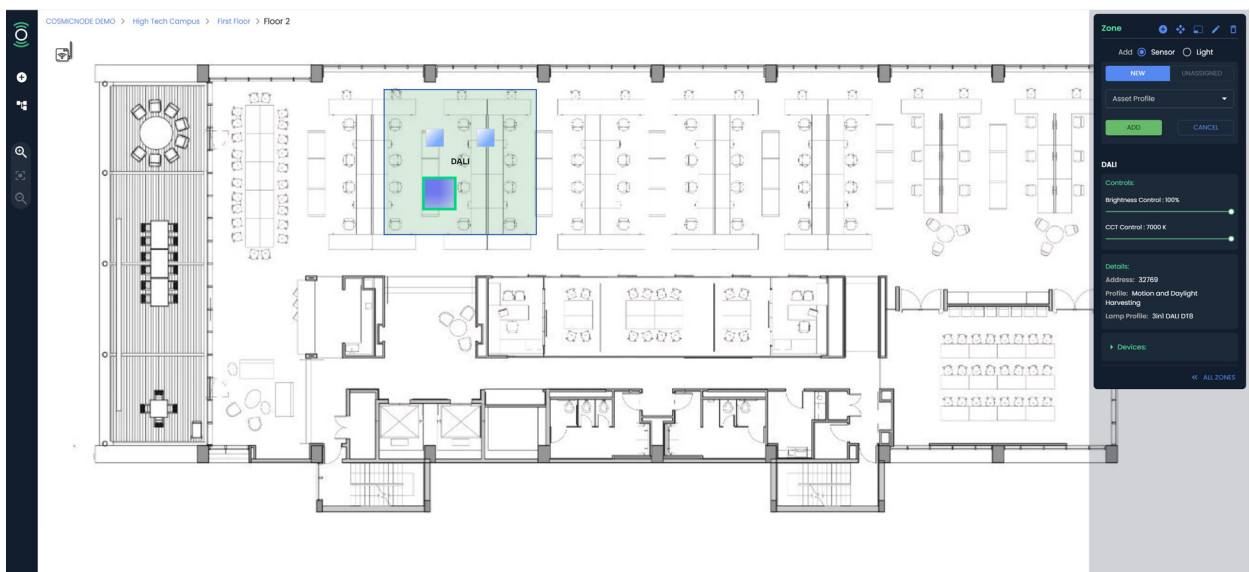 COSMICNODE DEMO > High Tech Campus > First Floor > Floor 2
DALI
Zone
Add Sensor Light
NEW UNASSIGNED
Asset Profile
ADD CANCEL
DALI
Controls:
Brightness Control : 100%
CCT Control : 7000 K
Details:
Address: 32769
Profile: Motion and Daylight
Harvesting
Lamp Profile: 3in1 DALI DT8
Devices:
<< ALL ZONES